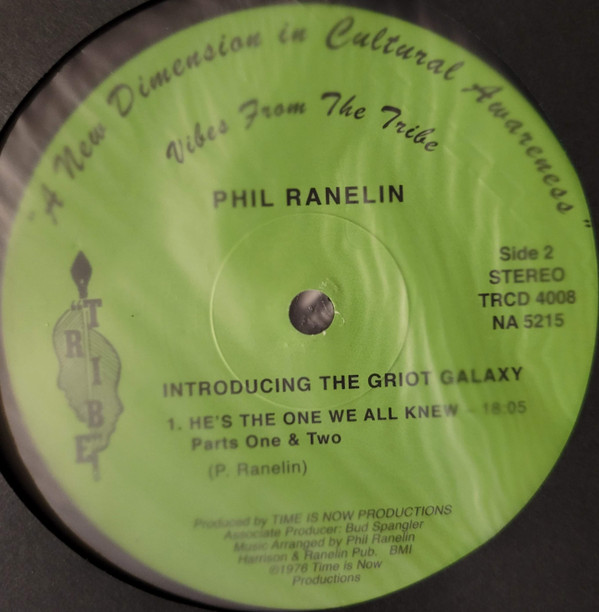 "A New Dimension in Cultural Awareness"
Vibes From The Tribe
PHIL RANELIN
Side 2
STEREO
TRCD 4008
NA 5215
TRIBE
INTRODUCING THE GRIOT GALAXY
1. HE'S THE ONE WE ALL KNEW – 18:05
Parts One & Two
(P. Ranelin)
Produced by TIME IS NOW PRODUCTIONS
Associate Producer: Bud Spangler
Music Arranged by Phil Ranelin
Harrison & Ranelin Pub. BMI
©1976 Time is Now
Productions